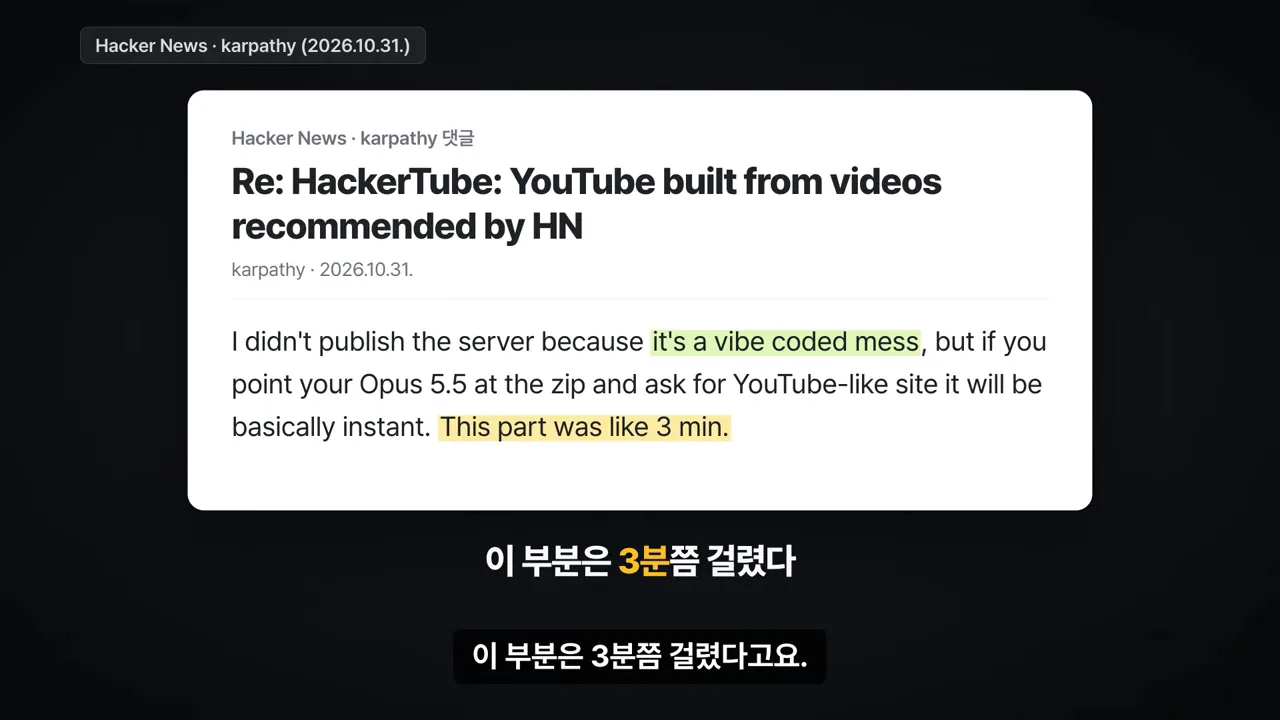 Hacker News · karpathy (2026.10.31.)
Hacker News · karpathy 댓글
Re: HackerTube: YouTube built from videos
recommended by HN
karpathy · 2026.10.31.
I didn't publish the server because it's a vibe coded mess, but if you
point your Opus 5.5 at the zip and ask for YouTube-like site it will be
basically instant. This part was like 3 min.
이 부분은 3분쯤 걸렸다
이 부분은 3분쯤 걸렸다고요.